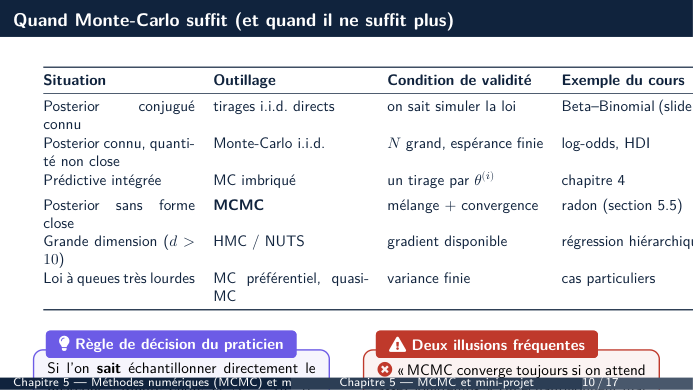 Quand Monte-Carlo suffit (et quand il ne suffit plus)
Situation Outillage Condition de validité Exemple du cours
Posterior conjugué tirages i.i.d. directs on sait simuler la loi Beta–Binomial (slide
connu
Posterior connu, quanti- Monte-Carlo i.i.d. N grand, espérance finie log-odds, HDI
té non close
Prédictive intégrée MC imbriqué un tirage par θ^(i) chapitre 4
Posterior sans forme MCMC mélange + convergence radon (section 5.5)
close
Grande dimension (d > HMC / NUTS gradient disponible régression hiérarchiqu
10)
Loi à queues très lourdes MC préférentiel, quasi- variance finie cas particuliers
MC
Règle de décision du praticien
Si l'on sait échantillonner directement le
Deux illusions fréquentes
« MCMC converge toujours si on attend
Chapitre 5 — Méthodes numériques (MCMC) et m Chapitre 5 — MCMC et mini-projet 10 / 17